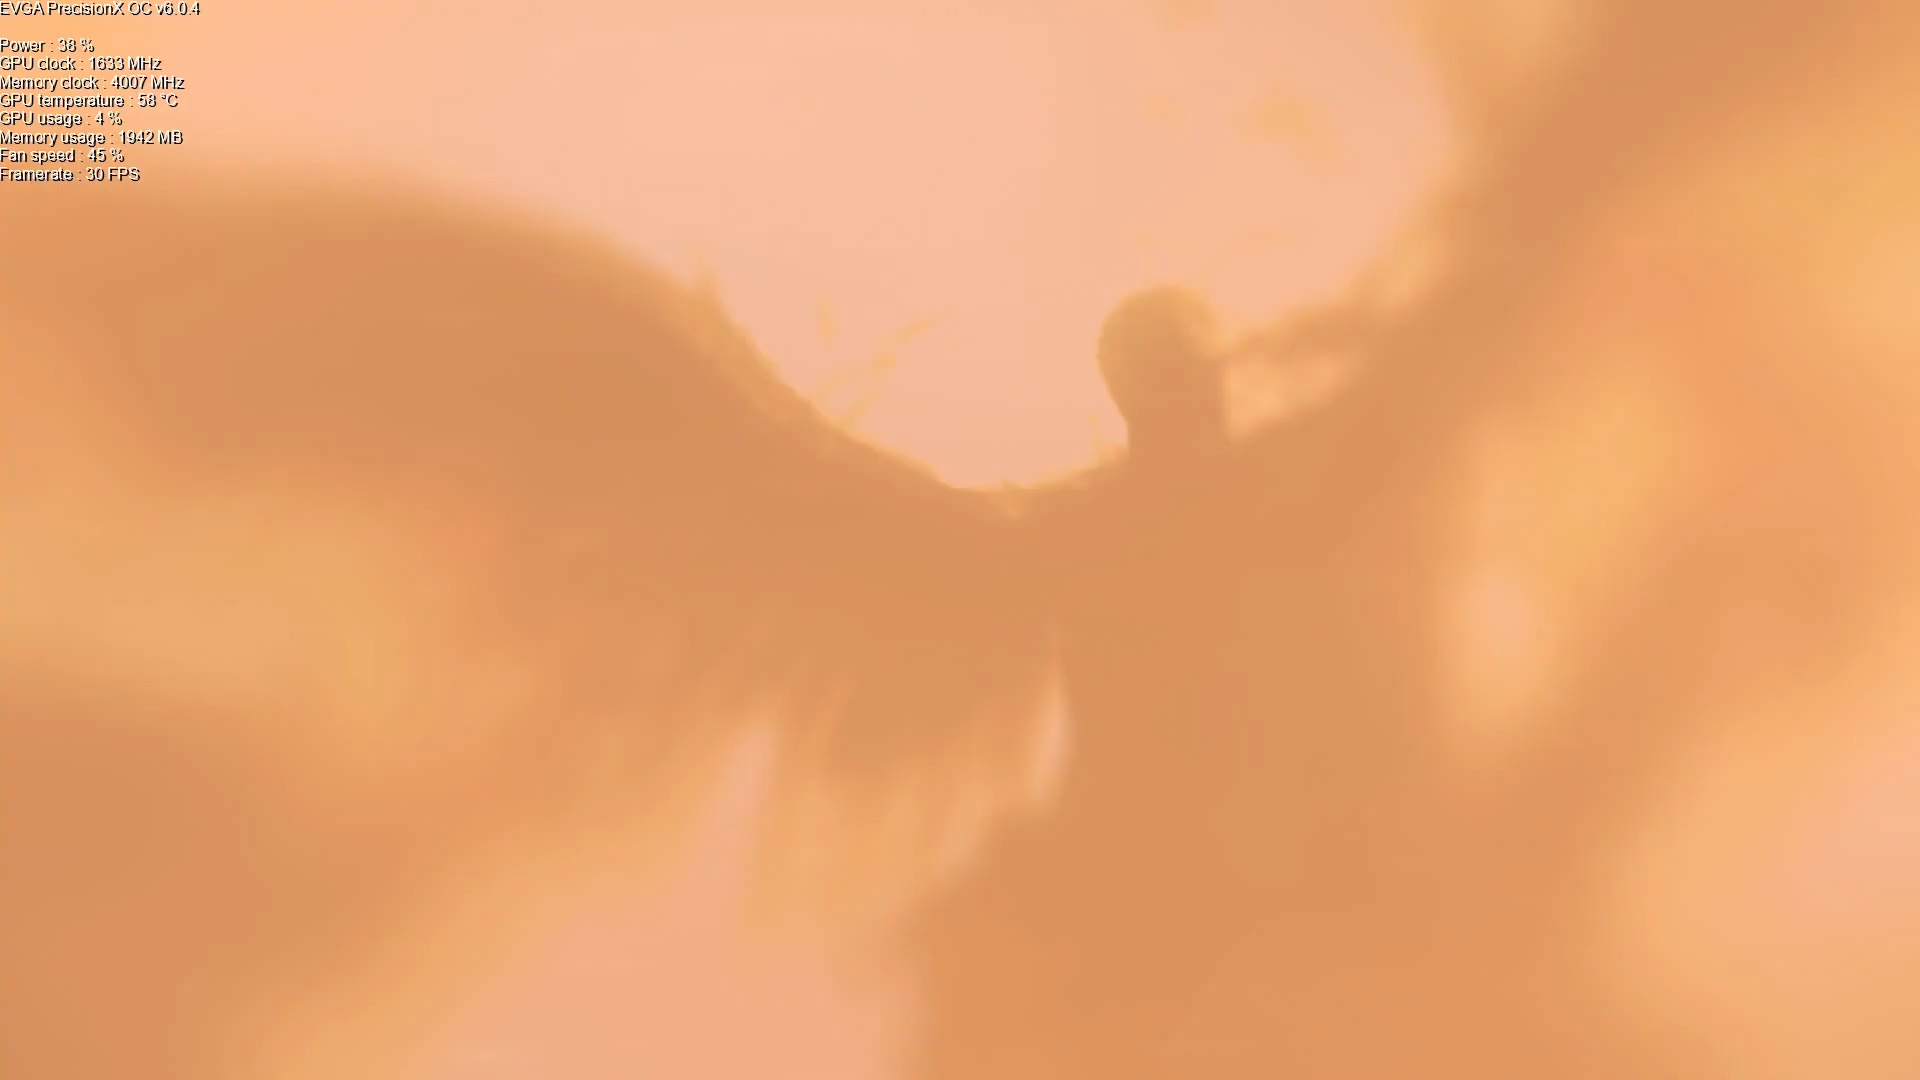 EVGA PrecisionX OC v6.0.4
Power : 38 %
GPU clock : 1633 MHz
Memory clock : 4007 MHz
GPU temperature : 58 °C
GPU usage : 4 %
Memory usage : 1942 MB
Fan speed : 45 %
Framerate : 30 FPS